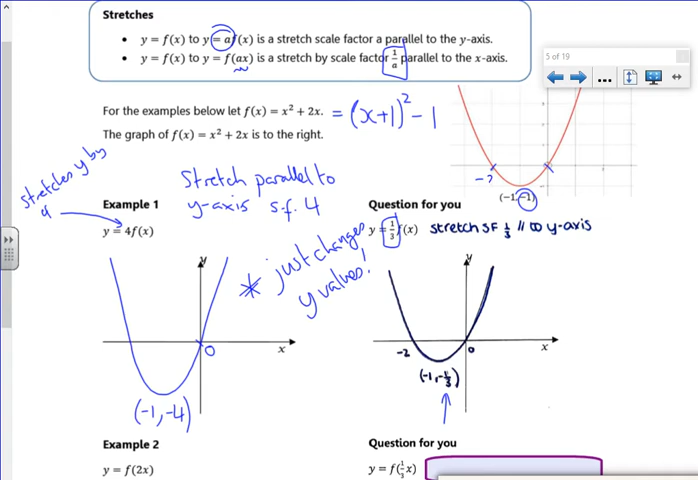 Stretches
• y = f(x) to y = af(x) is a stretch scale factor a parallel to the y-axis.
• y = f(x) to y = f(ax) is a stretch by scale factor 1/a parallel to the x-axis.
5 of 19
For the examples below let f(x) = x² + 2x. = (x+1)² - 1
The graph of f(x) = x² + 2x is to the right.
-2
(-1, -1)
Stretches y by
4
Stretch parallel to
y-axis s.f. 4
Example 1
y = 4f(x)
* just changes
y values!
y
x
0
(-1, -4)
Question for you
y = 1/3 f(x) stretch SF 1/3 // to y-axis
y
x
-2
0
(-1, -1/3)
Example 2
y = f(2x)
Question for you
y = f(1/3 x)